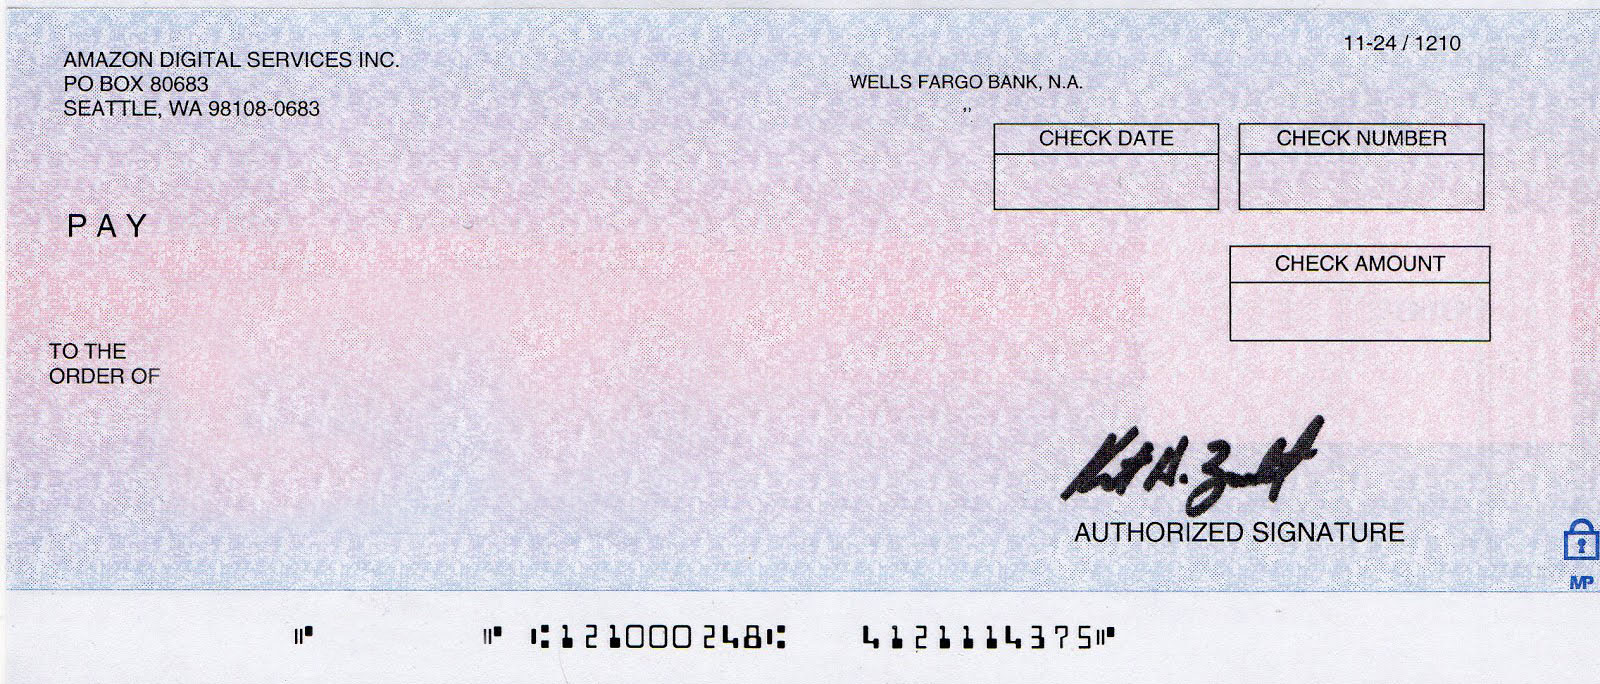 AMAZON DIGITAL SERVICES INC.
PO BOX 80683
SEATTLE, WA 98108-0683
11-24 / 1210
WELLS FARGO BANK, N.A.
,,
CHECK DATE
CHECK NUMBER
PAY
CHECK AMOUNT
TO THE
ORDER OF
AUTHORIZED SIGNATURE
MP
⑈ ⑈ ⑆121000248⑆ 4121114375⑈